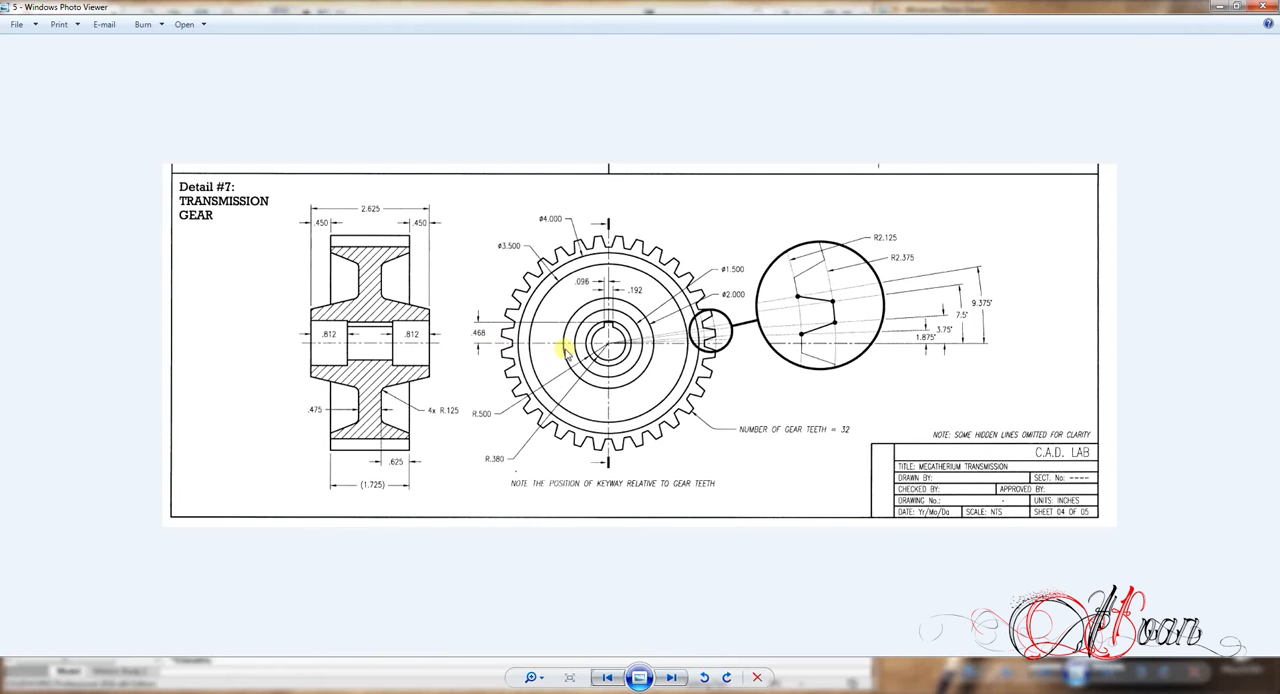 5 - Windows Photo Viewer
File Print E-mail Burn Open
Detail #7:
TRANSMISSION
GEAR
2.625
.450 .450
.812 .812
.475
4x R.125
.625
(1.725)
ø4.000
ø3.500
.096
.192
ø1.500
ø2.000
.468
R.500
R.380
NUMBER OF GEAR TEETH = 32
NOTE THE POSITION OF KEYWAY RELATIVE TO GEAR TEETH
R2.125
R2.375
9.375°
7.5°
3.75°
1.875°
NOTE: SOME HIDDEN LINES OMITTED FOR CLARITY
C.A.D. LAB
TITLE: MEGATHERIUM TRANSMISSION
DRAWN BY: SECT. No: ----
CHECKED BY: APPROVED BY:
DRAWING No.: - UNITS: INCHES
DATE: Yr/Mo/Da SCALE: NTS SHEET 04 OF 05